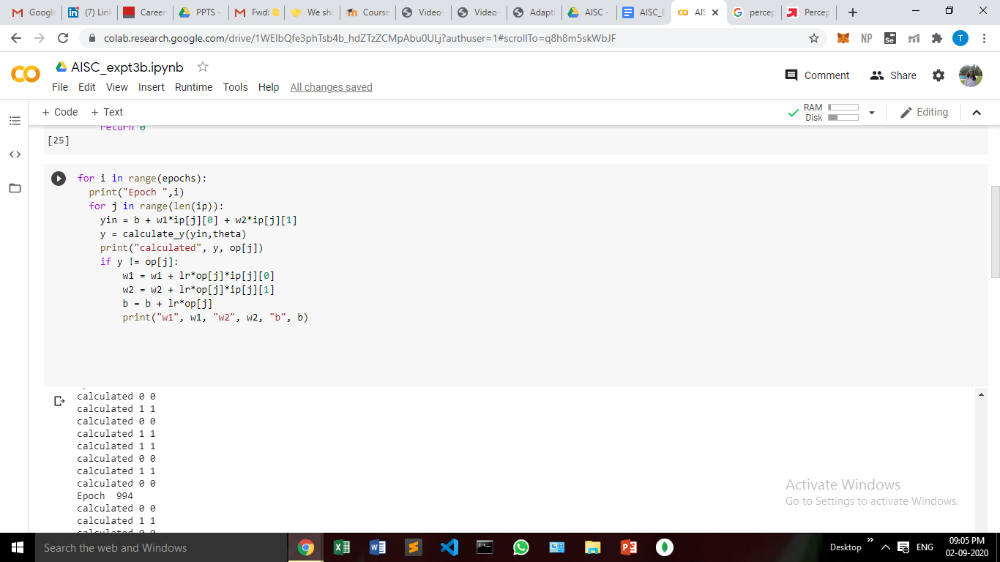 Google (7) Lin Career PPTS - Fwd: We sho Course Video- Video- Adapti AISC - AISC_E AIS percep Percep
colab.research.google.com/drive/1WElbQfe3phTsb4b_hdZTzZCMpAbu0ULj?authuser=1#scrollTo=q8h8m5skWbJF NP Se T
CO AISC_expt3b.ipynb
Comment Share
File Edit View Insert Runtime Tools Help All changes saved
+ Code + Text RAM Disk Editing
return 0
[25]
for i in range(epochs):
print("Epoch ",i)
for j in range(len(ip)):
yin = b + w1*ip[j][0] + w2*ip[j][1]
y = calculate_y(yin,theta)
print("calculated", y, op[j])
if y != op[j]:
w1 = w1 + lr*op[j]*ip[j][0]
w2 = w2 + lr*op[j]*ip[j][1]
b = b + lr*op[j]
print("w1", w1, "w2", w2, "b", b)
calculated 0 0
calculated 1 1
calculated 0 0
calculated 1 1
calculated 1 1
calculated 0 0
calculated 1 1
calculated 0 0
Epoch  994
calculated 0 0
calculated 1 1
calculated 0 0
Activate Windows
Go to Settings to activate Windows.
Search the web and Windows
Desktop ENG
09:05 PM
02-09-2020